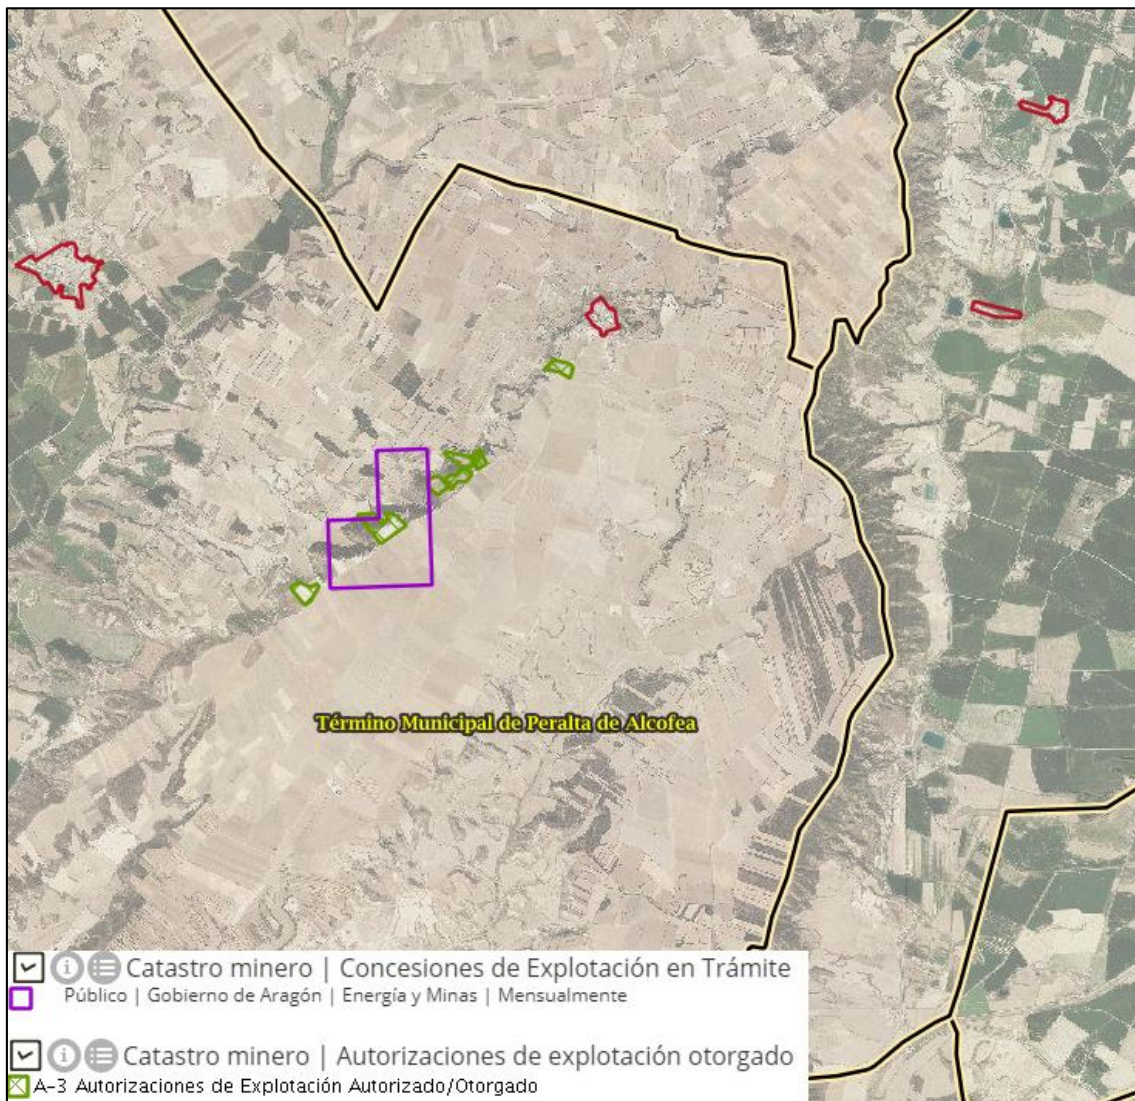 Término Municipal de Peralta de Alcofea
Catastro minero | Concesiones de Explotación en Trámite
Público | Gobierno de Aragón | Energía y Minas | Mensualmente
Catastro minero | Autorizaciones de explotación otorgado
A-3 Autorizaciones de Explotación Autorizado/Otorgado